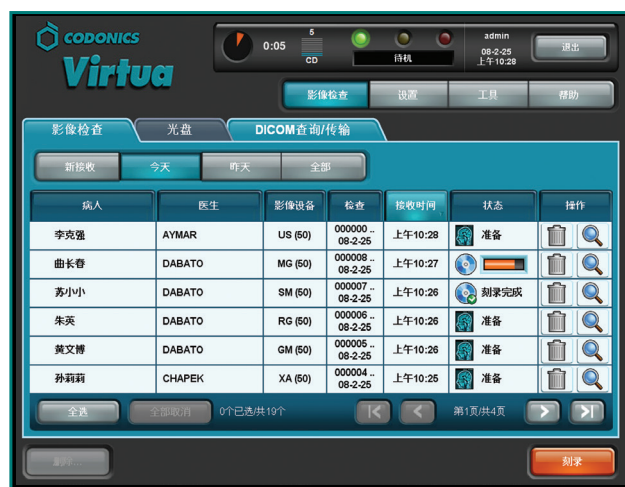 CODONICS
Virtua
0:05
5
CD
待机
admin
08-2-25
上午10:28
退出
影像检查 设置 工具 帮助
影像检查 光盘 DICOM查询/传输
新接收 今天 昨天 全部
病人 医生 影像设备 检查 接收时间 状态 操作
李克强 AYMAR US (50) 000000 .. 08-2-25 上午10:28 准备
曲长春 DABATO MG (50) 000008 .. 08-2-25 上午10:27
苏小小 DABATO SM (50) 000007 .. 08-2-25 上午10:26 刻录完成
朱英 DABATO RG (50) 000006 .. 08-2-25 上午10:26 准备
黄文博 DABATO GM (50) 000005 .. 08-2-25 上午10:26 准备
孙莉莉 CHAPEK XA (50) 000004 .. 08-2-25 上午10:25 准备
全选 全部取消 0个已选/共19个 第1页/共4页
刻录